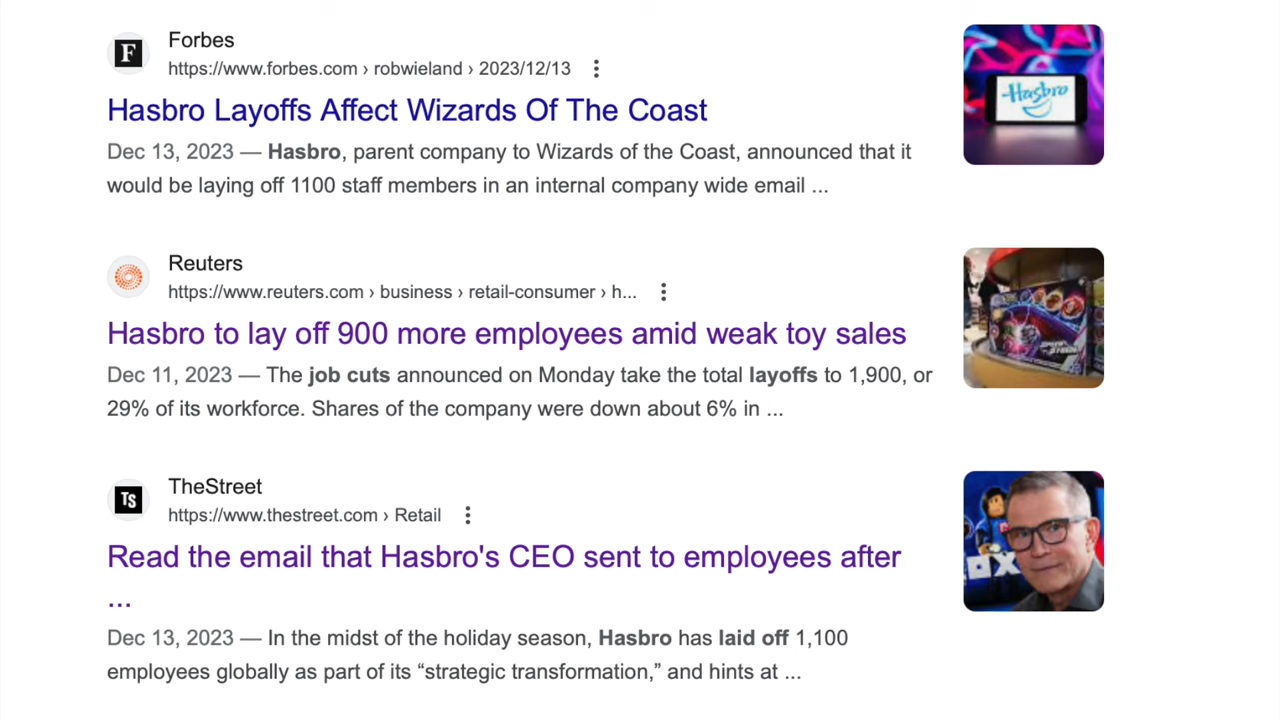 Forbes
https://www.forbes.com › robwieland › 2023/12/13
Hasbro Layoffs Affect Wizards Of The Coast
Dec 13, 2023 — Hasbro, parent company to Wizards of the Coast, announced that it
would be laying off 1100 staff members in an internal company wide email ...
Hasbro
Reuters
https://www.reuters.com › business › retail-consumer › h...
Hasbro to lay off 900 more employees amid weak toy sales
Dec 11, 2023 — The job cuts announced on Monday take the total layoffs to 1,900, or
29% of its workforce. Shares of the company were down about 6% in ...
TS
TheStreet
https://www.thestreet.com › Retail
Read the email that Hasbro's CEO sent to employees after
...
Dec 13, 2023 — In the midst of the holiday season, Hasbro has laid off 1,100
employees globally as part of its “strategic transformation,” and hints at ...
OX